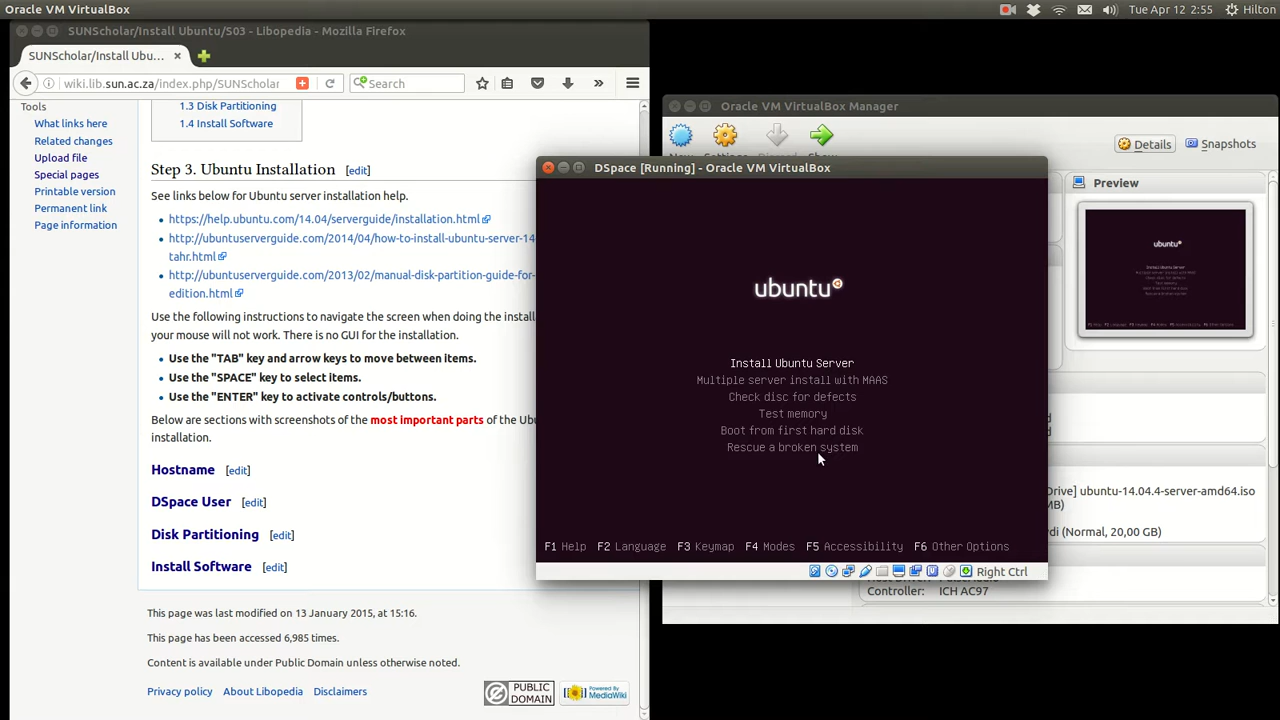 Oracle VM VirtualBox
Tue Apr 12 2:55
Hilton
SUNScholar/Install Ubuntu/S03 - Libopedia - Mozilla Firefox
SUNScholar/Install Ubu...
wiki.lib.sun.ac.za/index.php/SUNScholar
Search
Tools
What links here
Related changes
Upload file
Special pages
Printable version
Permanent link
Page information
1.3 Disk Partitioning
1.4 Install Software
Step 3. Ubuntu Installation [edit]
See links below for Ubuntu server installation help.
https://help.ubuntu.com/14.04/serverguide/installation.html
http://ubuntuserverguide.com/2014/04/how-to-install-ubuntu-server-14
tahr.html
http://ubuntuserverguide.com/2013/02/manual-disk-partition-guide-for-
edition.html
Use the following instructions to navigate the screen when doing the install
your mouse will not work. There is no GUI for the installation.
Use the "TAB" key and arrow keys to move between items.
Use the "SPACE" key to select items.
Use the "ENTER" key to activate controls/buttons.
Below are sections with screenshots of the most important parts of the Ubu
installation.
Hostname [edit]
DSpace User [edit]
Disk Partitioning [edit]
Install Software [edit]
This page was last modified on 13 January 2015, at 15:16.
This page has been accessed 6,985 times.
Content is available under Public Domain unless otherwise noted.
Privacy policy
About Libopedia
Disclaimers
PUBLIC
DOMAIN
Powered By
MediaWiki
Oracle VM VirtualBox Manager
Details
Snapshots
Preview
DSpace [Running] - Oracle VM VirtualBox
ubuntu
Install Ubuntu Server
Multiple server install with MAAS
Check disc for defects
Test memory
Boot from first hard disk
Rescue a broken system
F1 Help F2 Language F3 Keymap F4 Modes F5 Accessibility F6 Other Options
Right Ctrl
ubuntu
Install Ubuntu Server
Drive] ubuntu-14.04.4-server-amd64.iso
MB)
di (Normal, 20,00 GB)
Controller: ICH AC97